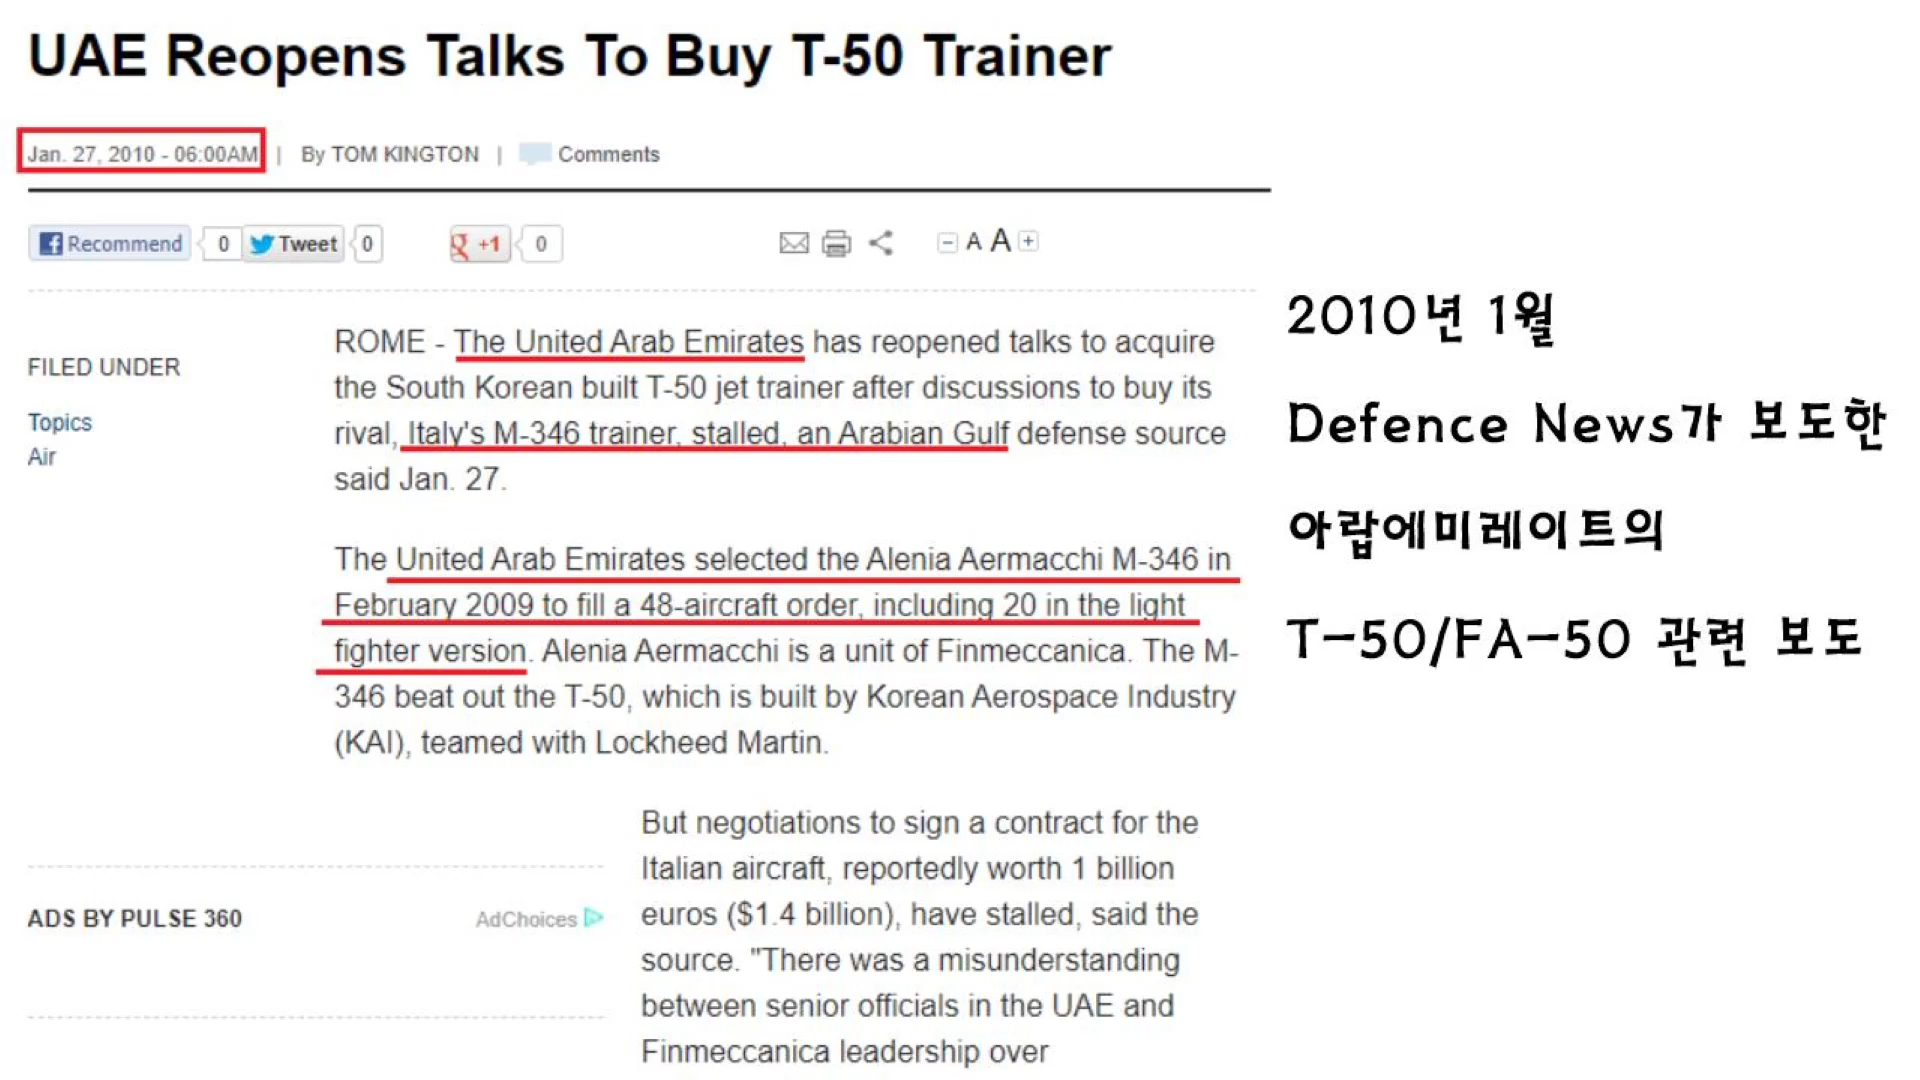 UAE Reopens Talks To Buy T-50 Trainer
Jan. 27, 2010 - 06:00AM | By TOM KINGTON | Comments
Recommend 0 Tweet 0 +1 0 A A
FILED UNDER
Topics
Air
ROME - The United Arab Emirates has reopened talks to acquire
the South Korean built T-50 jet trainer after discussions to buy its
rival, Italy's M-346 trainer, stalled, an Arabian Gulf defense source
said Jan. 27.
The United Arab Emirates selected the Alenia Aermacchi M-346 in
February 2009 to fill a 48-aircraft order, including 20 in the light
fighter version. Alenia Aermacchi is a unit of Finmeccanica. The M-
346 beat out the T-50, which is built by Korean Aerospace Industry
(KAI), teamed with Lockheed Martin.
ADS BY PULSE 360
AdChoices
But negotiations to sign a contract for the
Italian aircraft, reportedly worth 1 billion
euros ($1.4 billion), have stalled, said the
source. "There was a misunderstanding
between senior officials in the UAE and
Finmeccanica leadership over
2010년 1월
Defence News가 보도한
아랍에미레이트의
T-50/FA-50 관련 보도